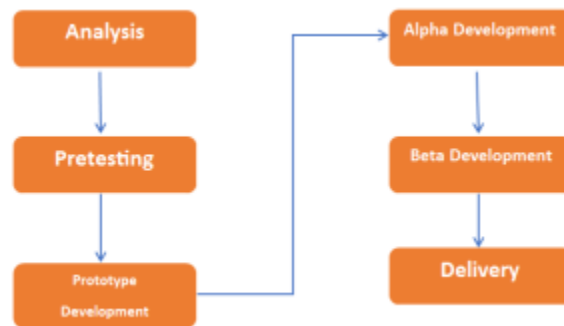 Analysis
Pretesting
Prototype
Development
Alpha Development
Beta Development
Delivery